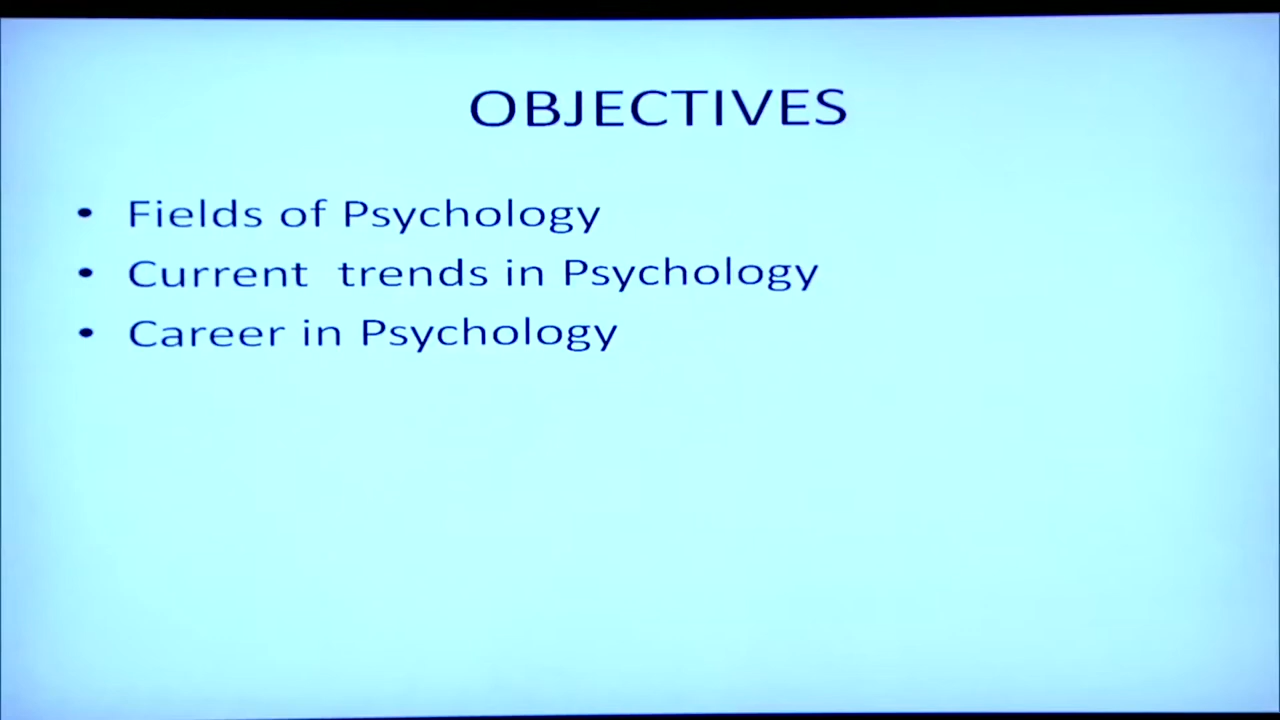 OBJECTIVES
• Fields of Psychology
• Current  trends in Psychology
• Career in Psychology